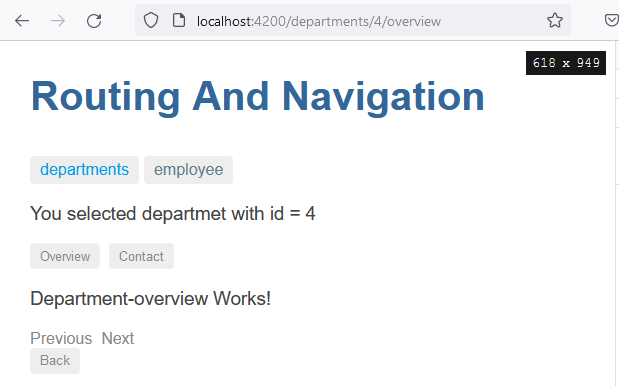 localhost:4200/departments/4/overview
618 x 949
Routing And Navigation
departments employee
You selected departmet with id = 4
Overview Contact
Department-overview Works!
Previous Next
Back